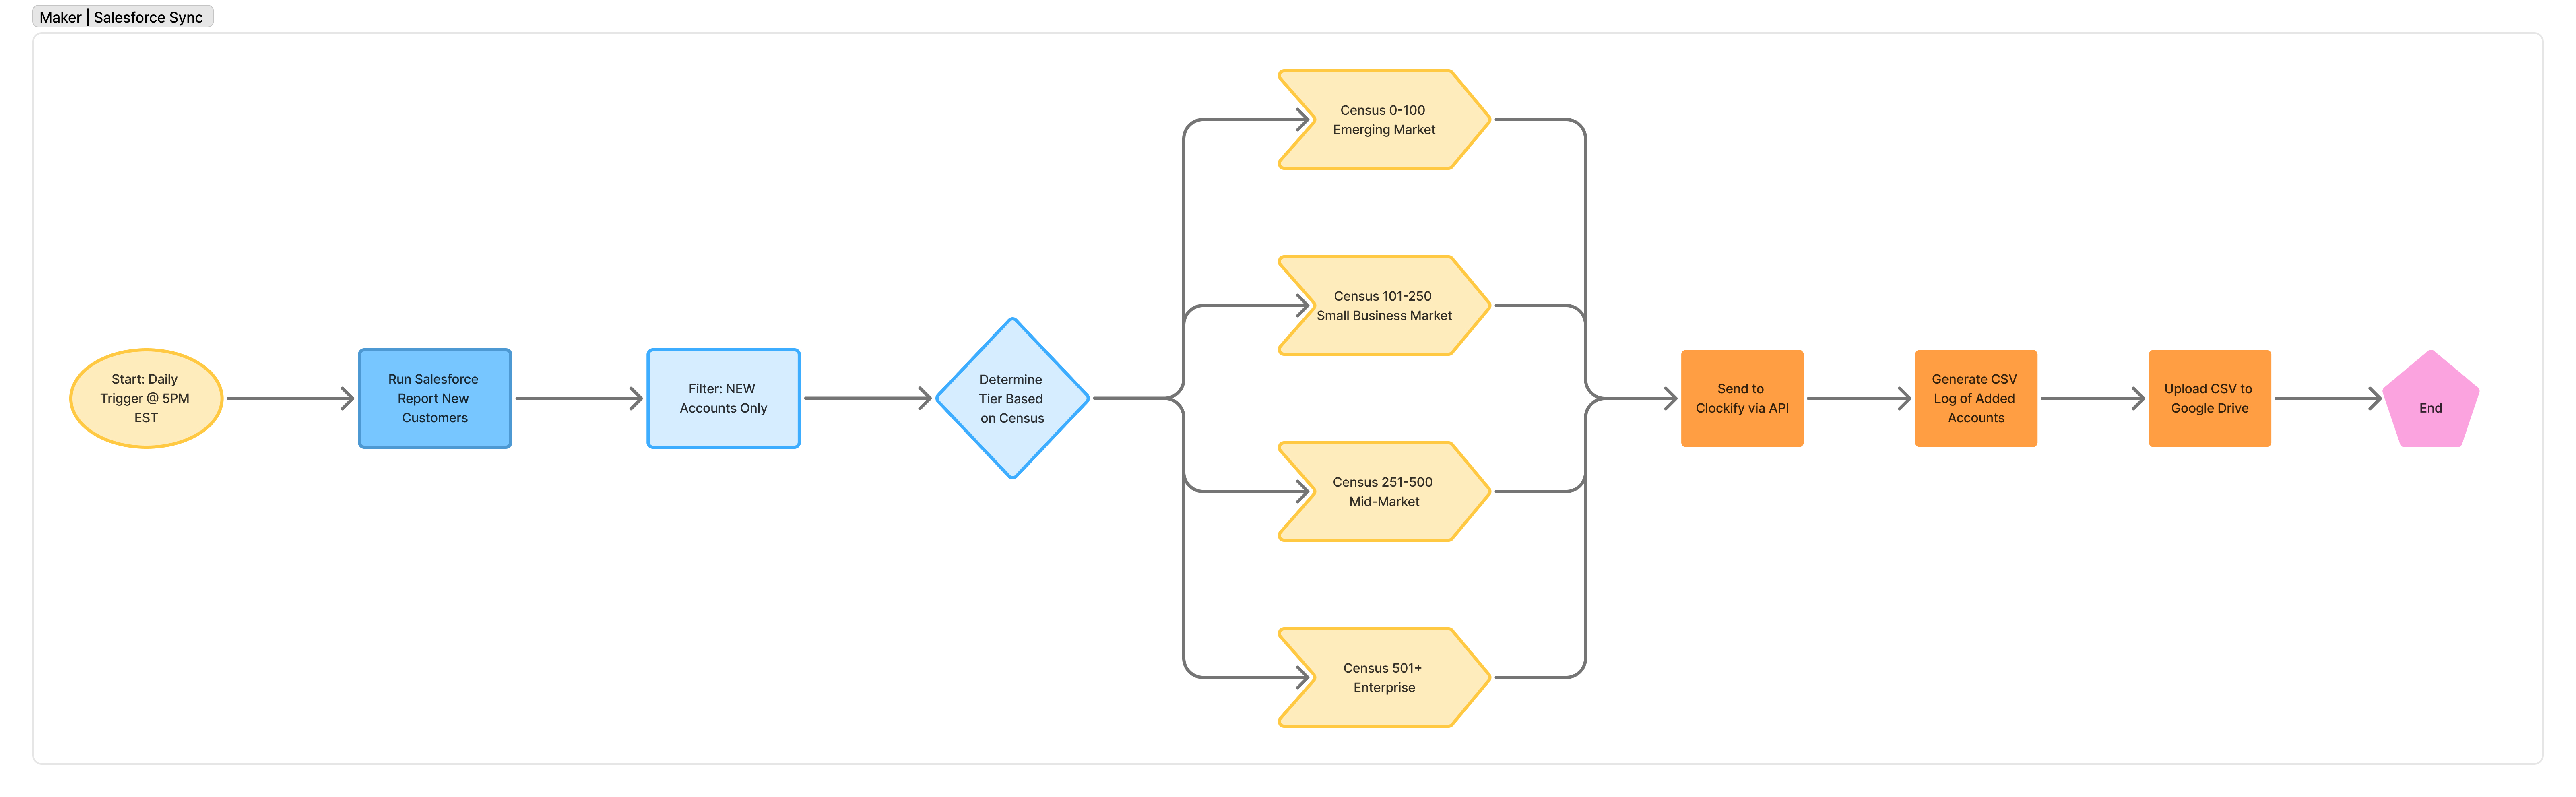 Maker | Salesforce Sync
Start: Daily
Trigger @ 5PM
EST
Run Salesforce
Report New
Customers
Filter: NEW
Accounts Only
Determine
Tier Based
on Census
Census 0-100
Emerging Market
Census 101-250
Small Business Market
Census 251-500
Mid-Market
Census 501+
Enterprise
Send to
Clockify via API
Generate CSV
Log of Added
Accounts
Upload CSV to
Google Drive
End